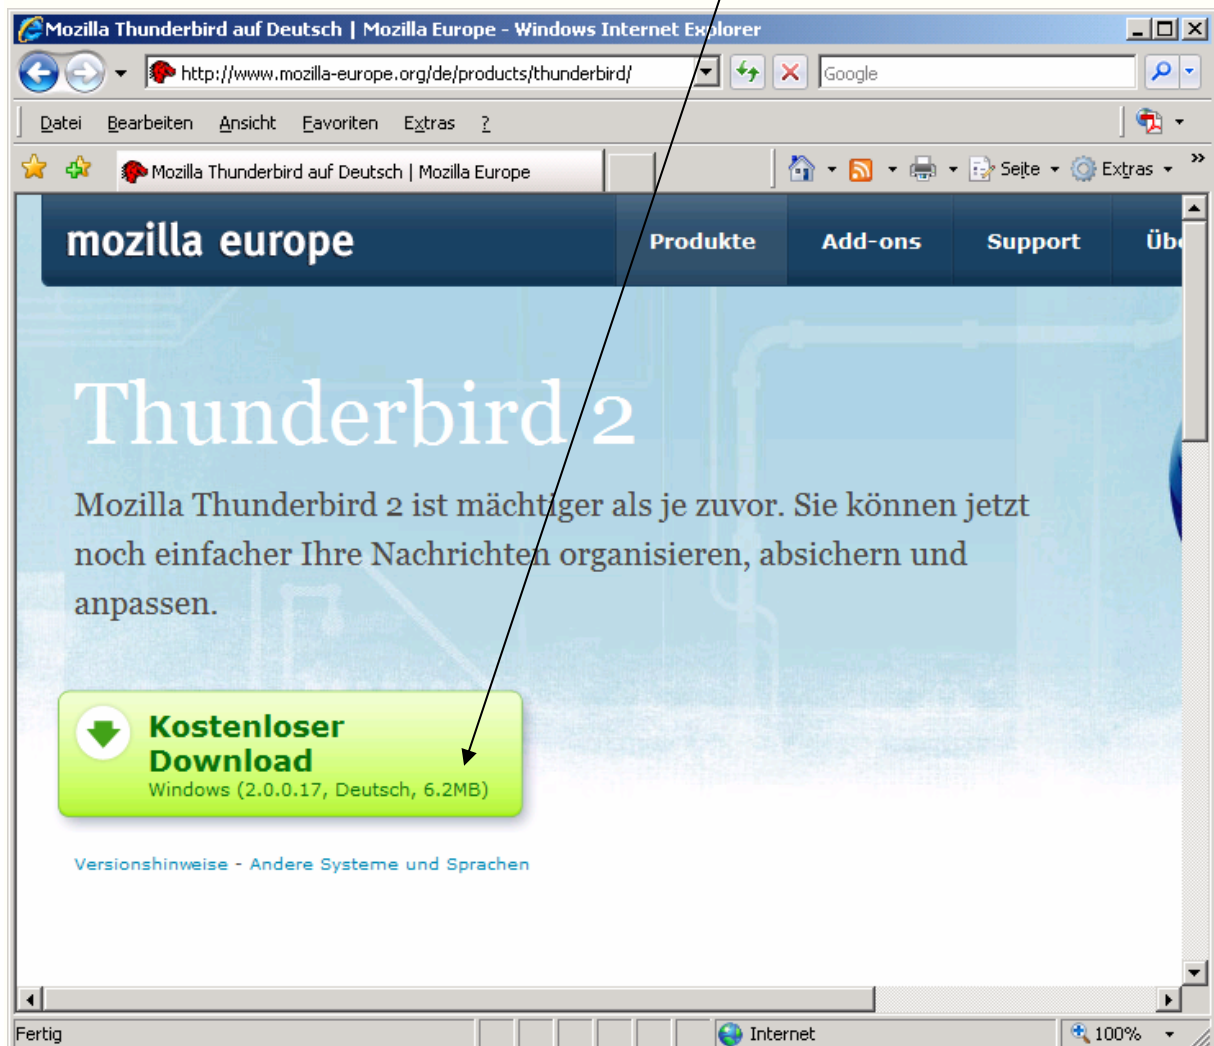 Mozilla Thunderbird auf Deutsch | Mozilla Europe - Windows Internet Explorer
http://www.mozilla-europe.org/de/products/thunderbird/
Google
Datei Bearbeiten Ansicht Favoriten Extras ?
Mozilla Thunderbird auf Deutsch | Mozilla Europe
Seite Extras »
mozilla europe
Produkte Add-ons Support Übe
Thunderbird 2
Mozilla Thunderbird 2 ist mächtiger als je zuvor. Sie können jetzt
noch einfacher Ihre Nachrichten organisieren, absichern und
anpassen.
Kostenloser
Download
Windows (2.0.0.17, Deutsch, 6.2MB)
Versionshinweise - Andere Systeme und Sprachen
Fertig
Internet
100%